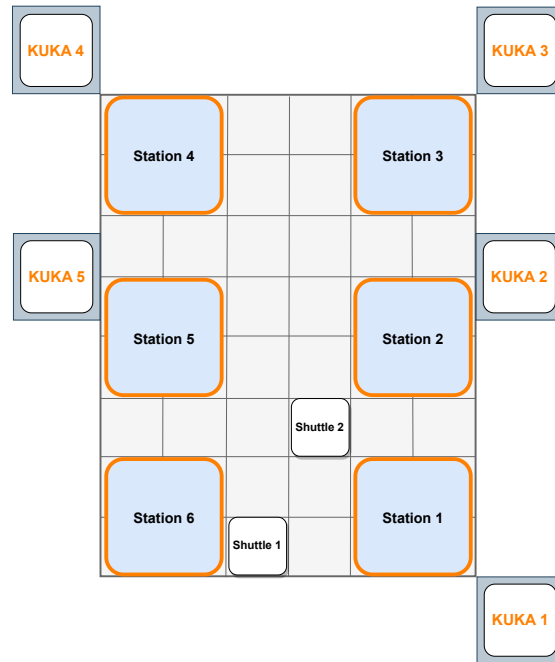 KUKA 4
KUKA 3
Station 4
Station 3
KUKA 5
KUKA 2
Station 5
Station 2
Shuttle 2
Station 6
Station 1
Shuttle 1
KUKA 1